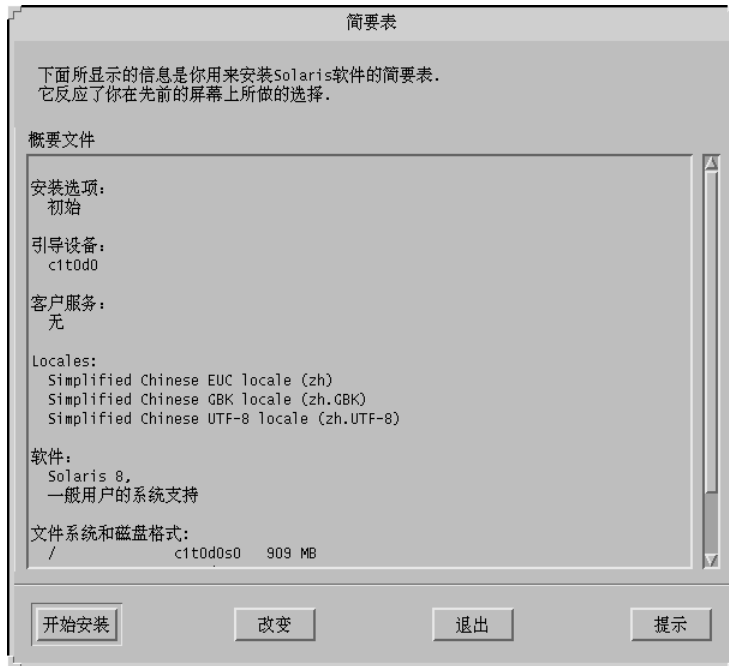 简要表
下面所显示的信息是你用来安装Solaris软件的简要表.
它反应了你在先前的屏幕上所做的选择.
概要文件
安装选项:
初始
引导设备:
c1t0d0
客户服务:
无
Locales:
Simplified Chinese EUC locale (zh)
Simplified Chinese GBK locale (zh.GBK)
Simplified Chinese UTF-8 locale (zh.UTF-8)
软件:
Solaris 8,
一般用户的系统支持
文件系统和磁盘格式:
/ c1t0d0s0 909 MB
开始安装 改变 退出 提示